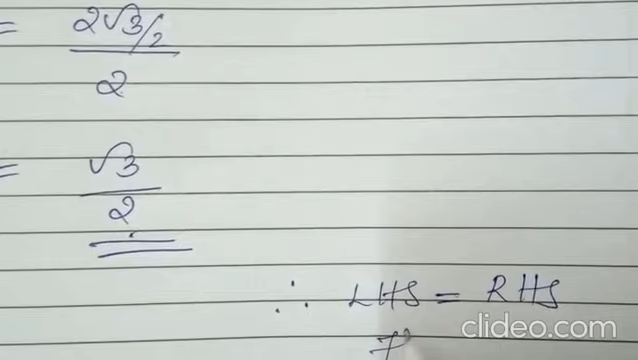 = 2√3/2
2
= √3
2
∴ LHS = RHS
clideo.com